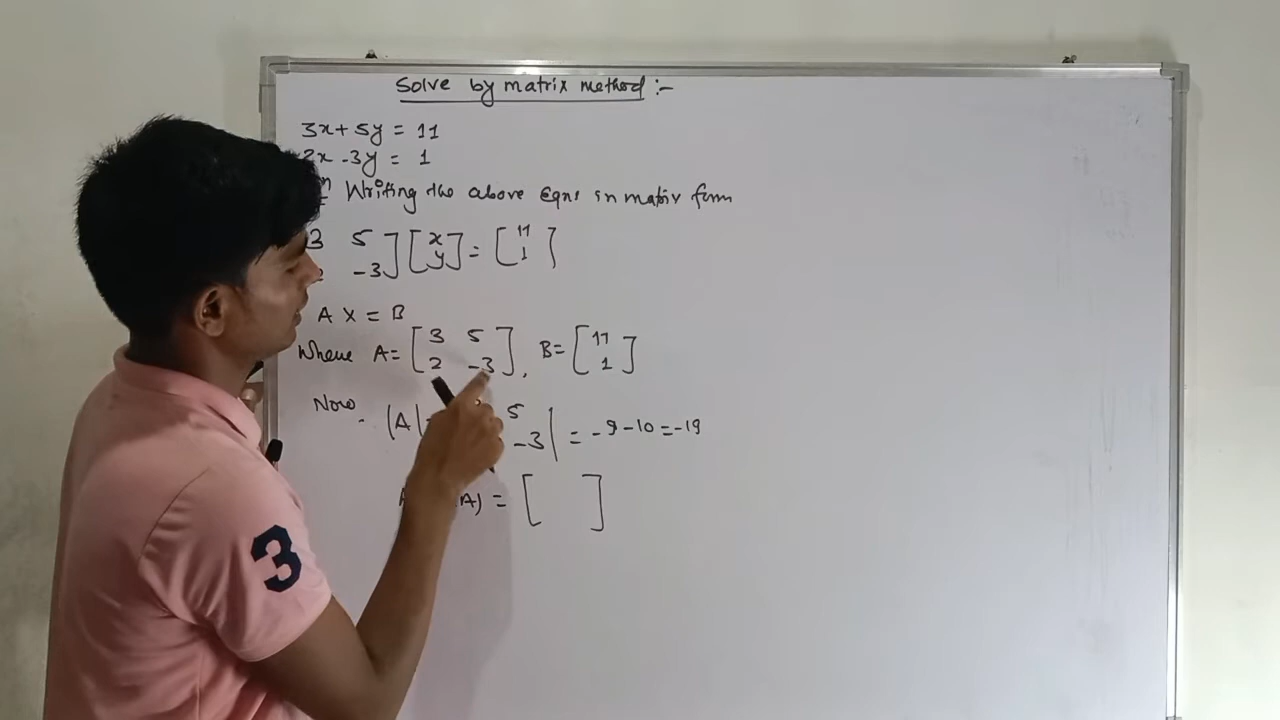 Solve by matrix method :-
3x + 5y = 11
2x - 3y = 1
Writing the above Eqns in matrix form
3 5 ] [ x = [ 11 ]
-3 ] y ] 1
A X = B
Where A = [ 3 5 ], B = [ 11 ]
2 -3 1
Now |A| 5
-3 | = -9 - 10 = -19
A) = [ ]
3